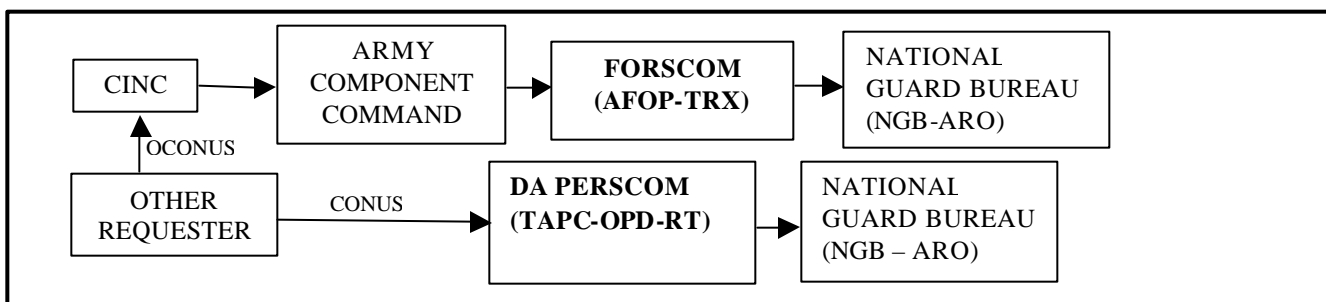 CINC
ARMY
COMPONENT
COMMAND
FORSCOM
(AFOP-TRX)
NATIONAL
GUARD BUREAU
(NGB-ARO)
OCONUS
OTHER
REQUESTER
CONUS
DA PERSCOM
(TAPC-OPD-RT)
NATIONAL
GUARD BUREAU
(NGB – ARO)